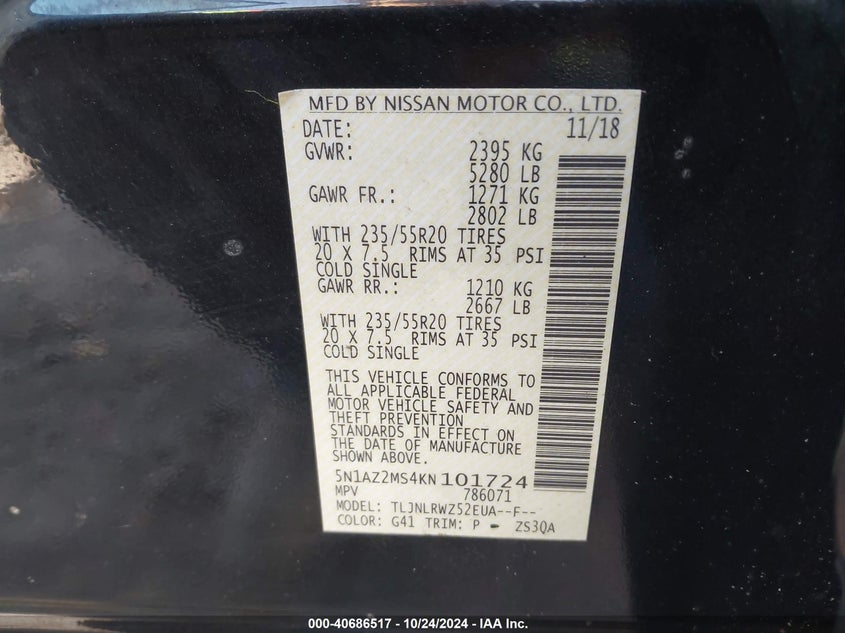 MFD BY NISSAN MOTOR CO., LTD.
DATE: 11/18
GVWR: 2395 KG
5280 LB
GAWR FR.: 1271 KG
2802 LB
WITH 235/55R20 TIRES
20 X 7.5 RIMS AT 35 PSI
COLD SINGLE
GAWR RR.: 1210 KG
2667 LB
WITH 235/55R20 TIRES
20 X 7.5 RIMS AT 35 PSI
COLD SINGLE
THIS VEHICLE CONFORMS TO
ALL APPLICABLE FEDERAL
MOTOR VEHICLE SAFETY AND
THEFT PREVENTION
STANDARDS IN EFFECT ON
THE DATE OF MANUFACTURE
SHOWN ABOVE.
5N1AZ2MS4KN101724
MPV 786071
MODEL: TLJNLRWZ52EUA--F--
COLOR: G41 TRIM: P - ZS3QA
000-40686517 - 10/24/2024 - IAA Inc.